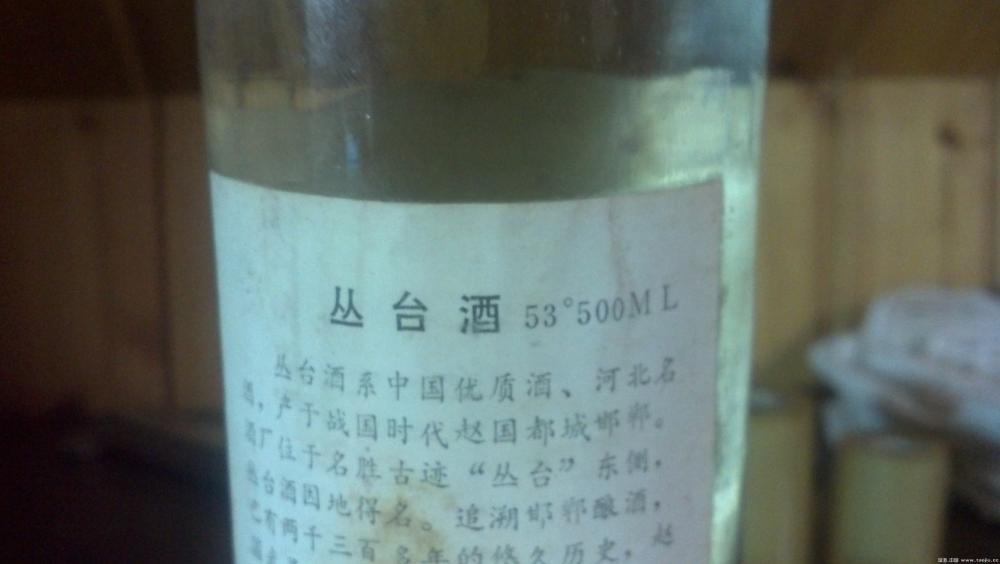 丛台酒 53°500ML
丛台酒系中国优质酒、河北名
酒，产于战国时代赵国都城邯郸。
酒厂位于名胜古迹“丛台”东侧，
丛台酒因地得名。追溯邯郸酿酒，
已有两千三百多年的悠久历史，赵
www.taojiu.cc